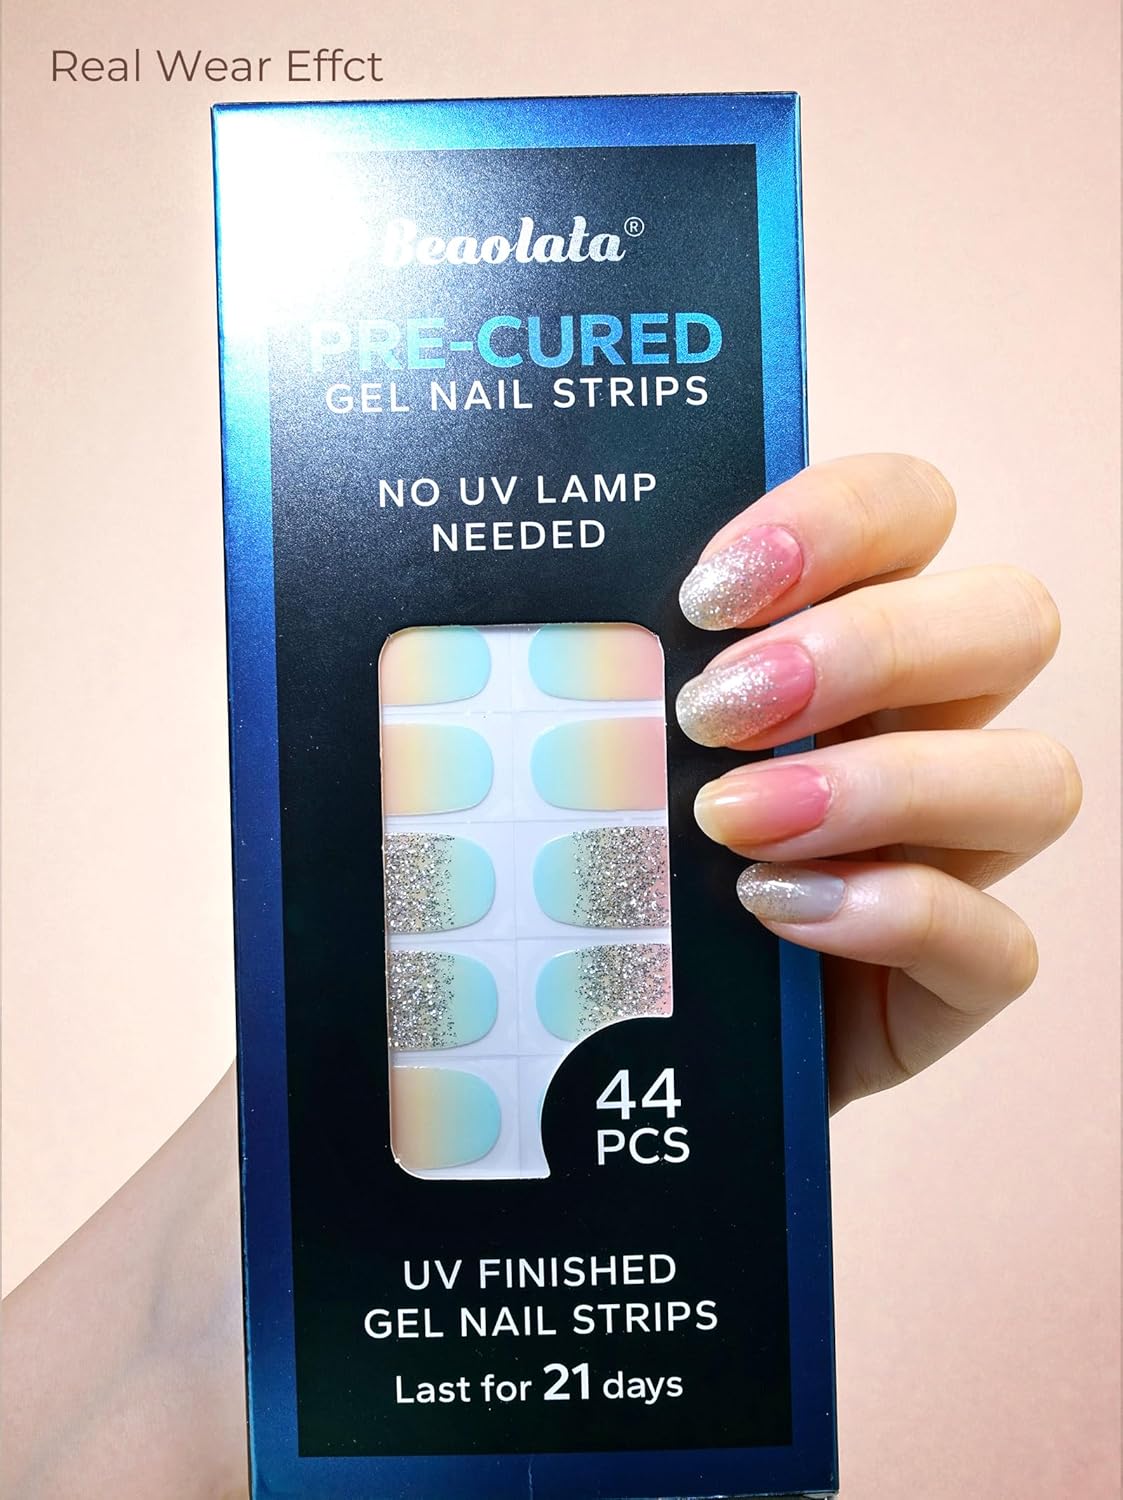 Real Wear Effct
Beaolata®
PRE-CURED
GEL NAIL STRIPS
NO UV LAMP
NEEDED
44
PCS
UV FINISHED
GEL NAIL STRIPS
Last for 21 days